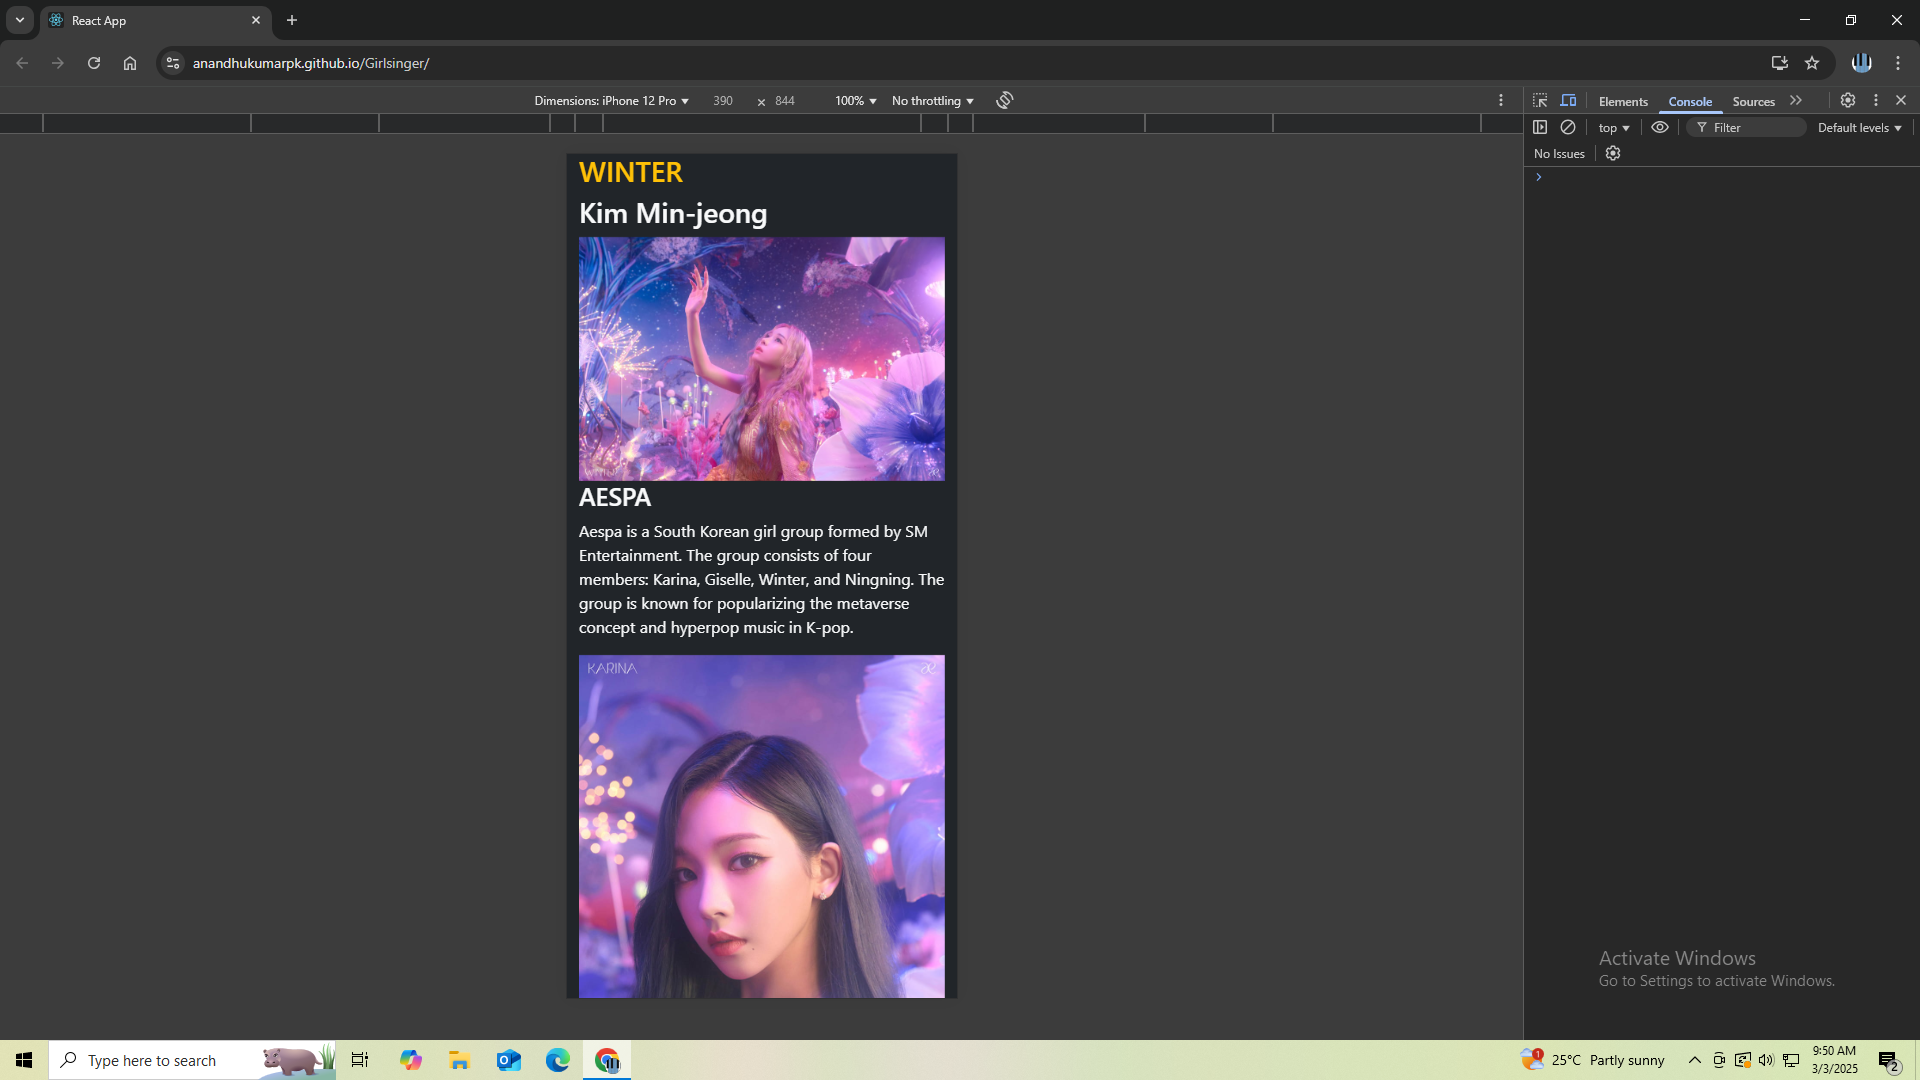 React App
anandhukumarpk.github.io/Girlsinger/
Dimensions: iPhone 12 Pro
390 × 844
100%
No throttling
Elements
Console
Sources
top
Filter
Default levels
No Issues
WINTER
Kim Min-jeong
WINTER
AESPA
Aespa is a South Korean girl group formed by SM
Entertainment. The group consists of four
members: Karina, Giselle, Winter, and Ningning. The
group is known for popularizing the metaverse
concept and hyperpop music in K-pop.
KARINA
Activate Windows
Go to Settings to activate Windows.
Type here to search
1
25°C Partly sunny
9:50 AM
3/3/2025
2